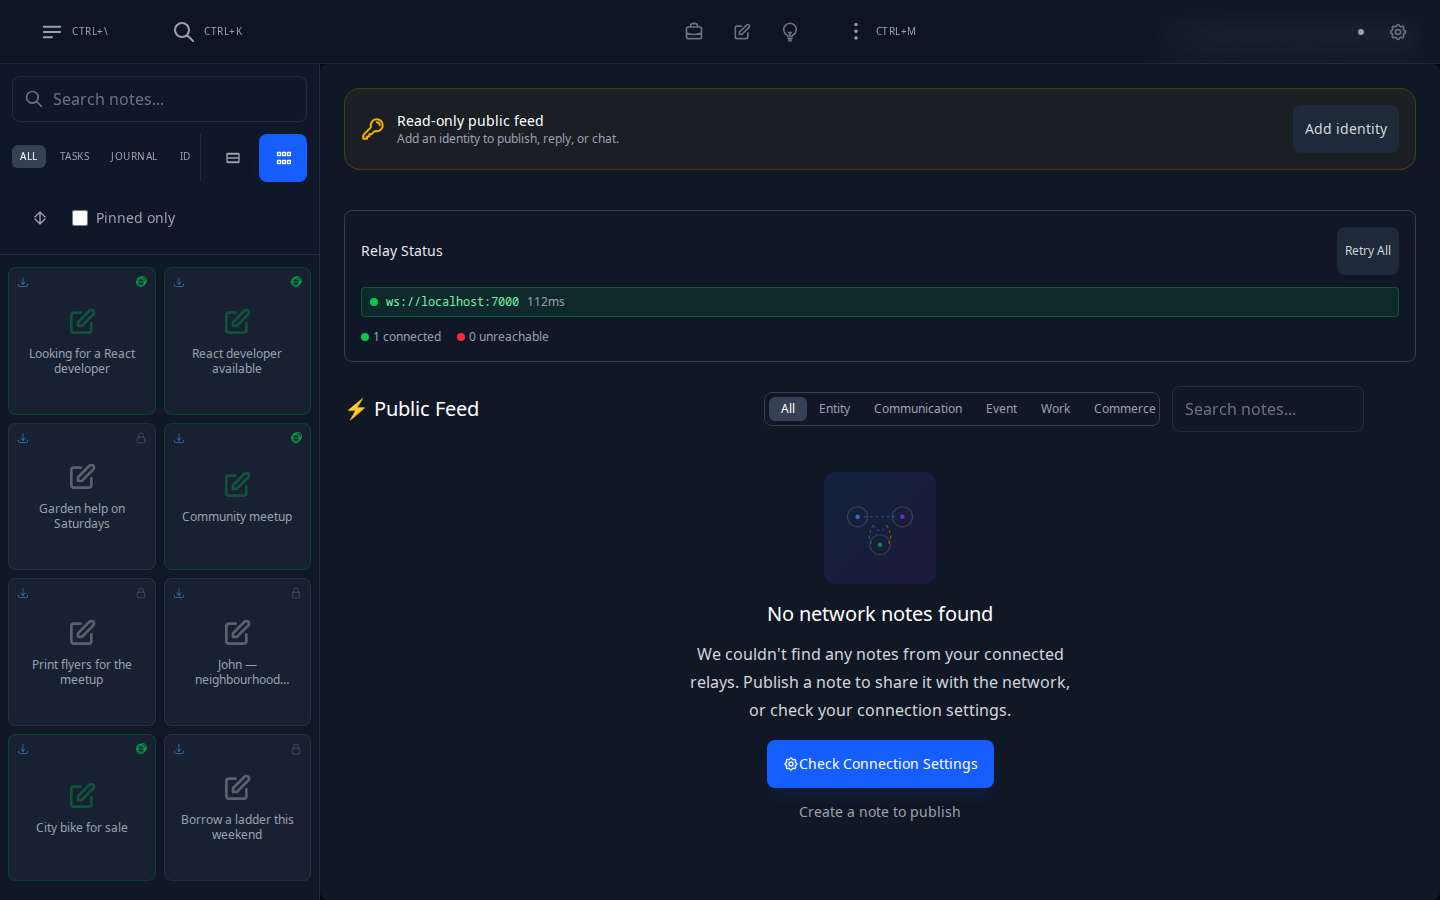 CTRL+\
CTRL+K
CTRL+M
Search notes...
ALL
TASKS
JOURNAL
ID
Pinned only
Looking for a React
developer
React developer
available
Garden help on
Saturdays
Community meetup
Print flyers for the
meetup
John —
neighbourhood...
City bike for sale
Borrow a ladder this
weekend
Read-only public feed
Add an identity to publish, reply, or chat.
Add identity
Relay Status
Retry All
ws://localhost:7000 112ms
1 connected
0 unreachable
⚡ Public Feed
All
Entity
Communication
Event
Work
Commerce
Search notes...
No network notes found
We couldn't find any notes from your connected
relays. Publish a note to share it with the network,
or check your connection settings.
Check Connection Settings
Create a note to publish